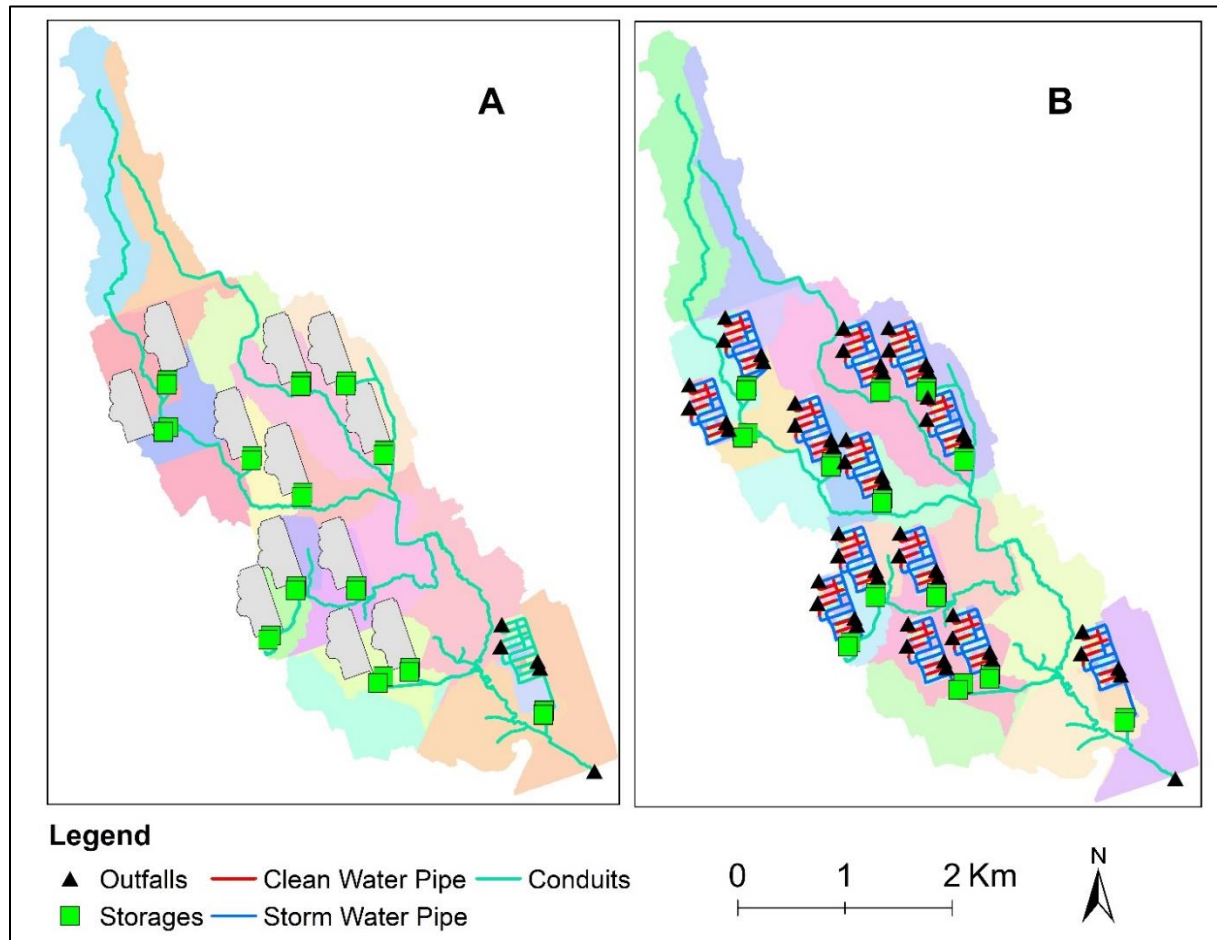 A
B
Legend
Outfalls Clean Water Pipe Conduits
Storages Storm Water Pipe
0 1 2 Km
N